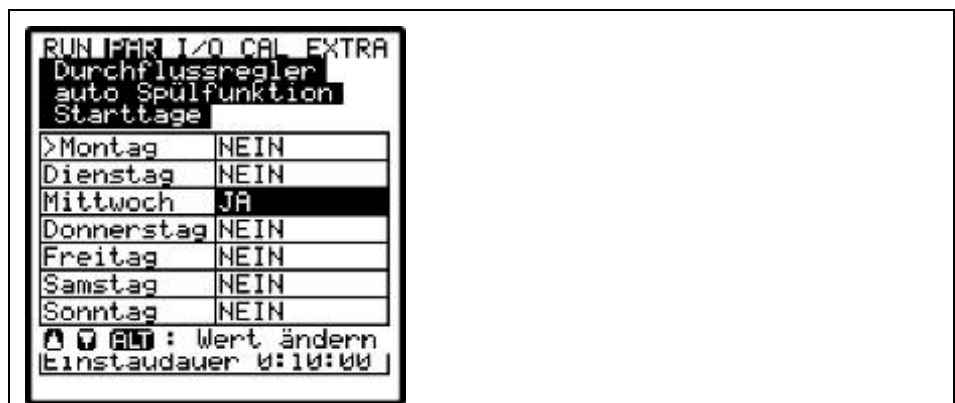 RUN PAR I/O CAL EXTRA
Durchflussregler
auto Spülfunktion
Starttage
>Montag NEIN
Dienstag NEIN
Mittwoch JA
Donnerstag NEIN
Freitag NEIN
Samstag NEIN
Sonntag NEIN
ALT : Wert ändern
Einstaudauer 0:10:00